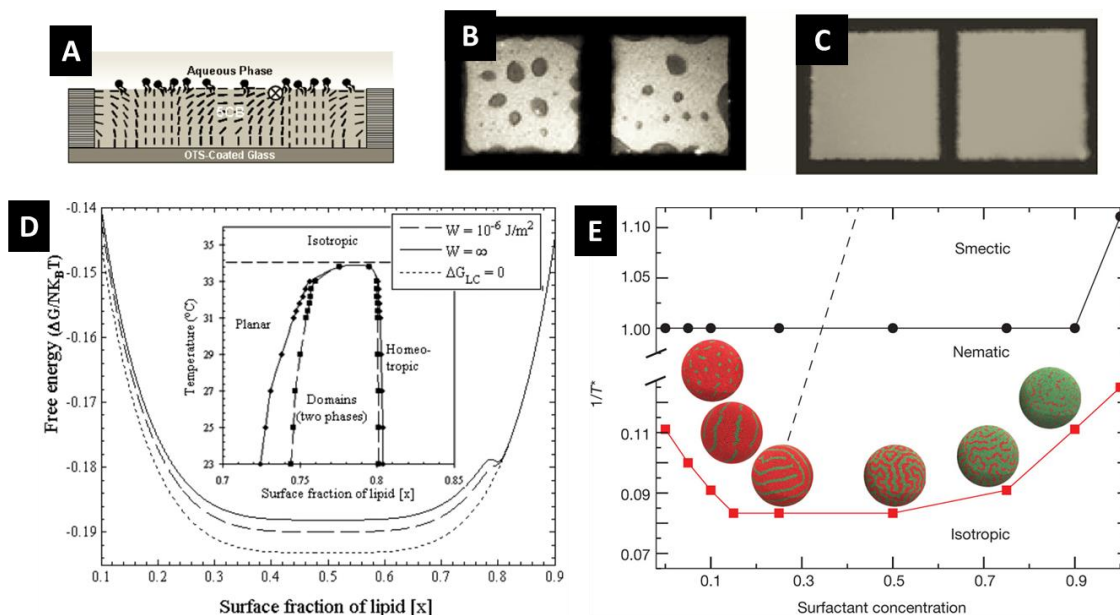 A
Aqueous Phase
5CB
OTS-Coated Glass
B
C
D
-0.14
-0.15
-0.16
-0.17
-0.18
-0.19
Free energy (ΔG/NK_BT)
0.1 0.2 0.3 0.4 0.5 0.6 0.7 0.8 0.9
Surface fraction of lipid [x]
W = 10⁻⁶ J/m²
W = ∞
ΔG_LC = 0
35
33
31
29
27
25
23
Temperature (°C)
Isotropic
Planar
Homeo-
tropic
Domains
(two phases)
0.7 0.75 0.8 0.85
Surface fraction of lipid [x]
E
1.10
1.05
1.00
0.11
0.09
0.07
1/T*
Smectic
Nematic
Isotropic
0.1 0.3 0.5 0.7 0.9
Surfactant concentration